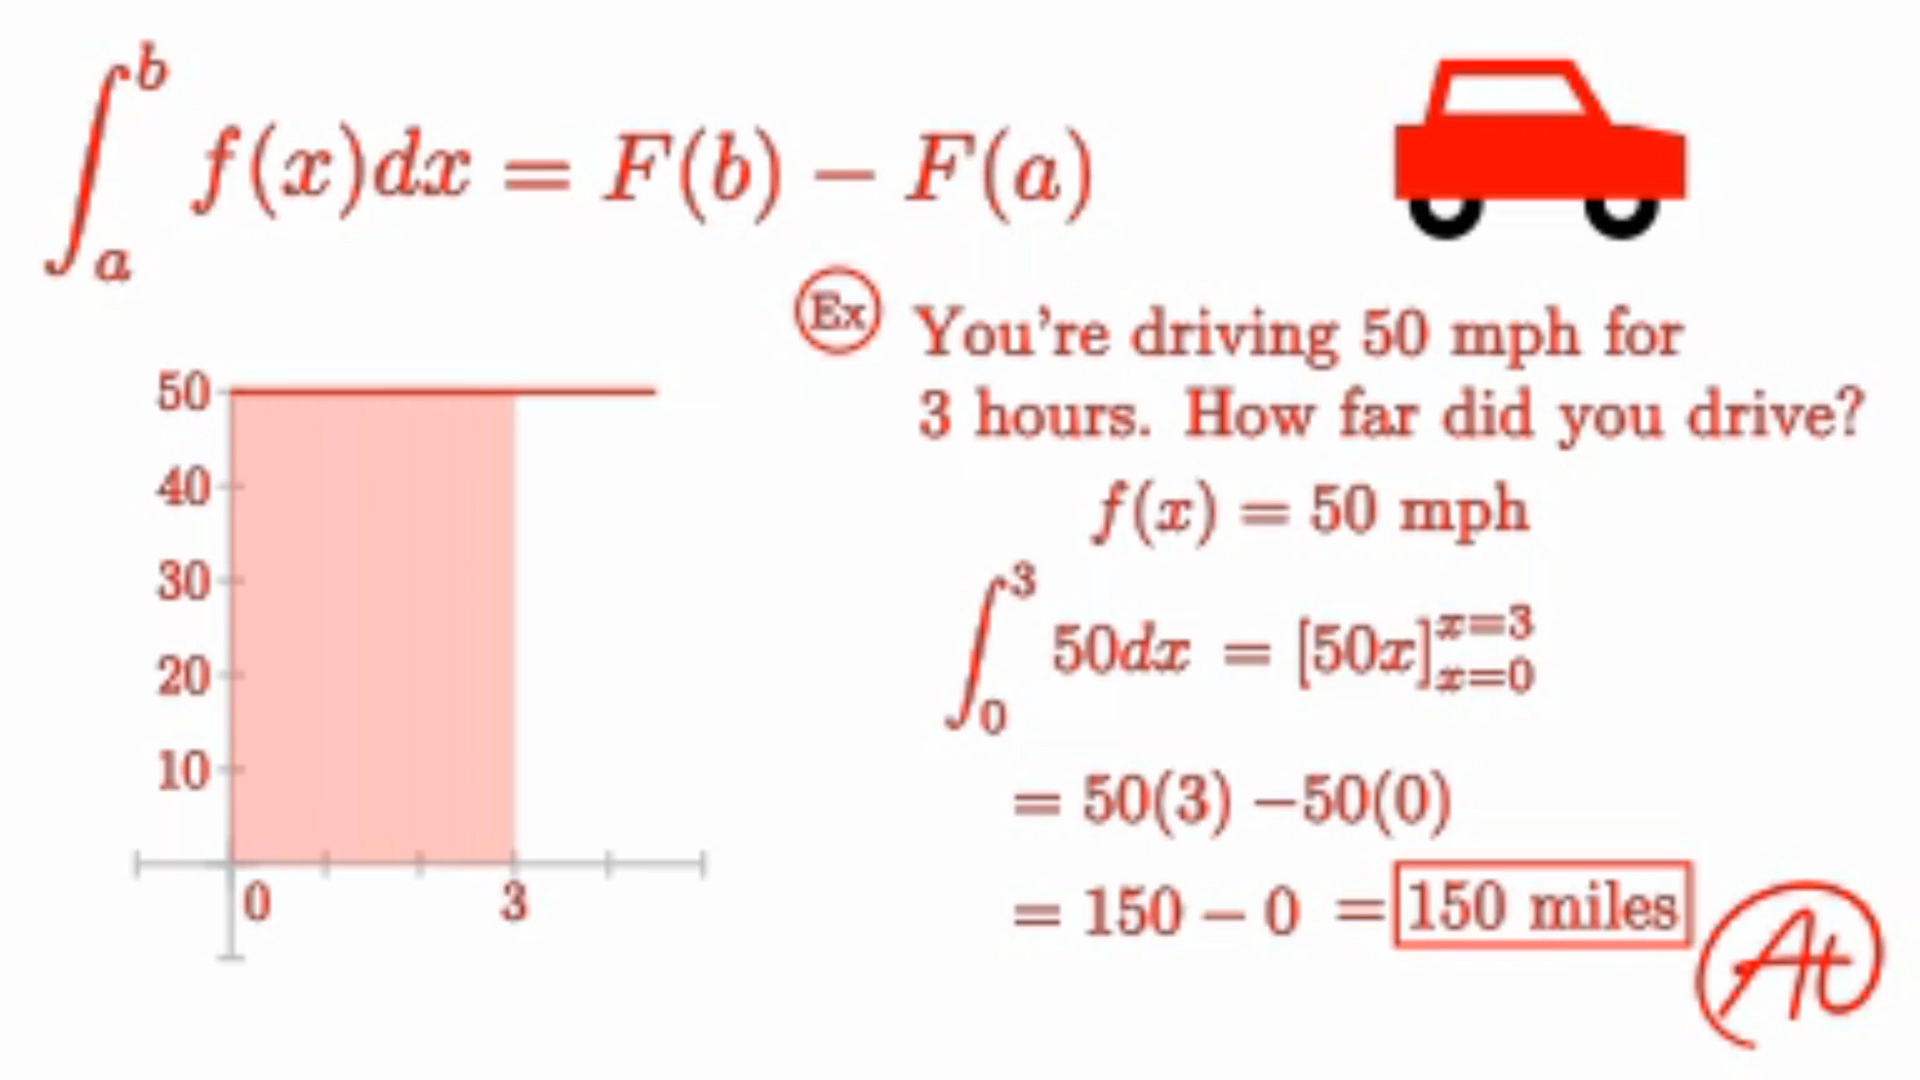 ∫_a^b f(x)dx = F(b) − F(a)
Ex You're driving 50 mph for
3 hours. How far did you drive?
f(x) = 50 mph
∫_0^3 50dx = [50x]_{x=0}^{x=3}
= 50(3) −50(0)
= 150 − 0 = 150 miles
50
40
30
20
10
0 3
A+